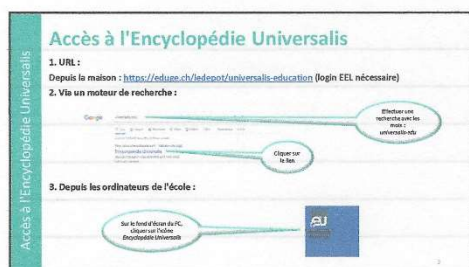 Accès à l'Encyclopédie Universalis
Accès à l'Encyclopédie Universalis
1. URL :
Depuis la maison : https://eduge.ch/ledepot/universalis-education (login EEL nécessaire)
2. Via un moteur de recherche :
Google
Effectuer une
recherche avec les
mots :
universalis-edu
Cliquer sur
le lien
3. Depuis les ordinateurs de l'école :
Sur le fond d'écran du PC,
cliquer sur l'icône
Encyclopédie Universalis
eu